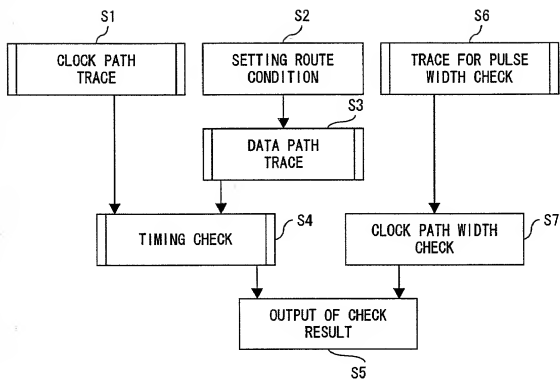 S1
S2
S6
CLOCK PATH
TRACE
SETTING ROUTE
CONDITION
TRACE FOR PULSE
WIDTH CHECK
S3
DATA PATH
TRACE
S4
TIMING CHECK
S7
CLOCK PATH WIDTH
CHECK
OUTPUT OF CHECK
RESULT
S5